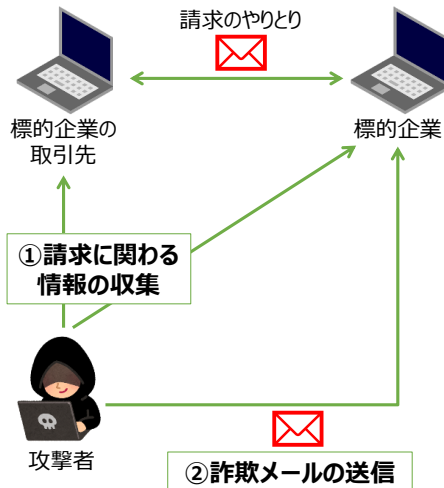 請求のやりとり
標的企業の
取引先
標的企業
①請求に関わる
情報の収集
攻撃者
②詐欺メールの送信